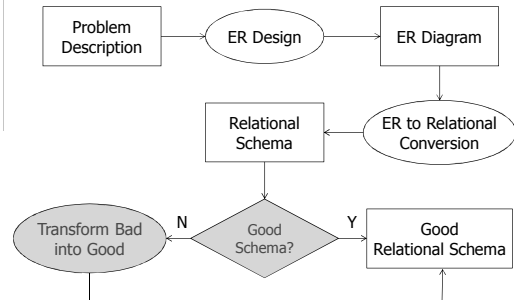 Problem
Description
ER Design
ER Diagram
Relational
Schema
ER to Relational
Conversion
Transform Bad
into Good
N
Good
Schema?
Y
Good
Relational Schema